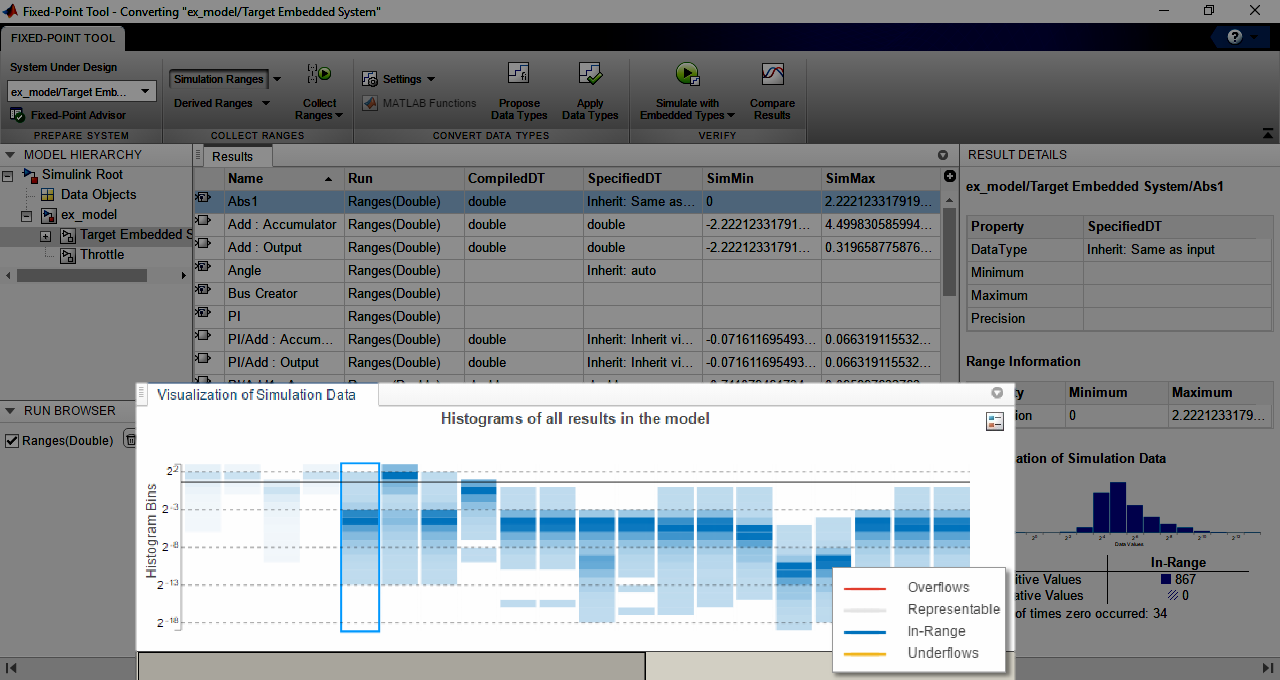 Fixed-Point Tool - Converting "ex_model/Target Embedded System"
FIXED-POINT TOOL
System Under Design
ex_model/Target Emb...
Fixed-Point Advisor
PREPARE SYSTEM
Simulation Ranges
Derived Ranges
Collect
Ranges
COLLECT RANGES
Settings
MATLAB Functions
Propose
Data Types
Apply
Data Types
CONVERT DATA TYPES
Simulate with
Embedded Types
Compare
Results
VERIFY
MODEL HIERARCHY
Simulink Root
Data Objects
ex_model
Target Embedded S
Throttle
RUN BROWSER
Ranges(Double)
Results
Name Run CompiledDT SpecifiedDT SimMin SimMax
Abs1 Ranges(Double) double Inherit: Same as... 0 2.222123317919...
Add : Accumulator Ranges(Double) double double -2.22212331791... 4.499830585994...
Add : Output Ranges(Double) double double -2.22212331791... 0.319658775876...
Angle Ranges(Double) Inherit: auto
Bus Creator Ranges(Double)
PI Ranges(Double)
PI/Add : Accum... Ranges(Double) double Inherit: Inherit vi... -0.071611695493... 0.066319115532...
PI/Add : Output Ranges(Double) double Inherit: Inherit vi... -0.071611695493... 0.066319115532...
RESULT DETAILS
ex_model/Target Embedded System/Abs1
Property SpecifiedDT
DataType Inherit: Same as input
Minimum
Maximum
Precision
Range Information
ty Minimum Maximum
ion 0 2.2221233179...
ation of Simulation Data
Data Values
In-Range
itive Values 867
ative Values 0
of times zero occurred: 34
Visualization of Simulation Data
Histograms of all results in the model
Histogram Bins
2^2
2^-3
2^-8
2^-13
2^-18
Overflows
Representable
In-Range
Underflows